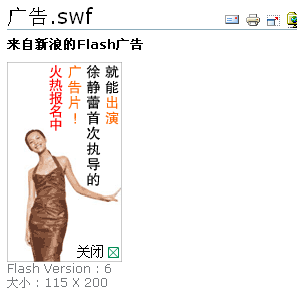 广告.swf
来自新浪的Flash广告
就能出演
徐静蕾首次执导的
广告片！
火热报名中
关闭
Flash Version : 6
大小 : 115 X 200